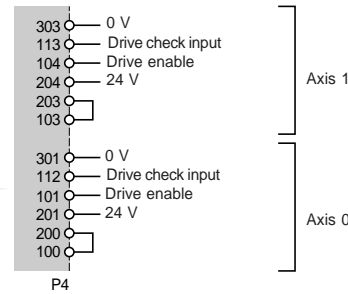 303 0 V
113 Drive check input
104 Drive enable
204 24 V
203
103
Axis 1
301 0 V
112 Drive check input
101 Drive enable
201 24 V
200
100
Axis 0
P4